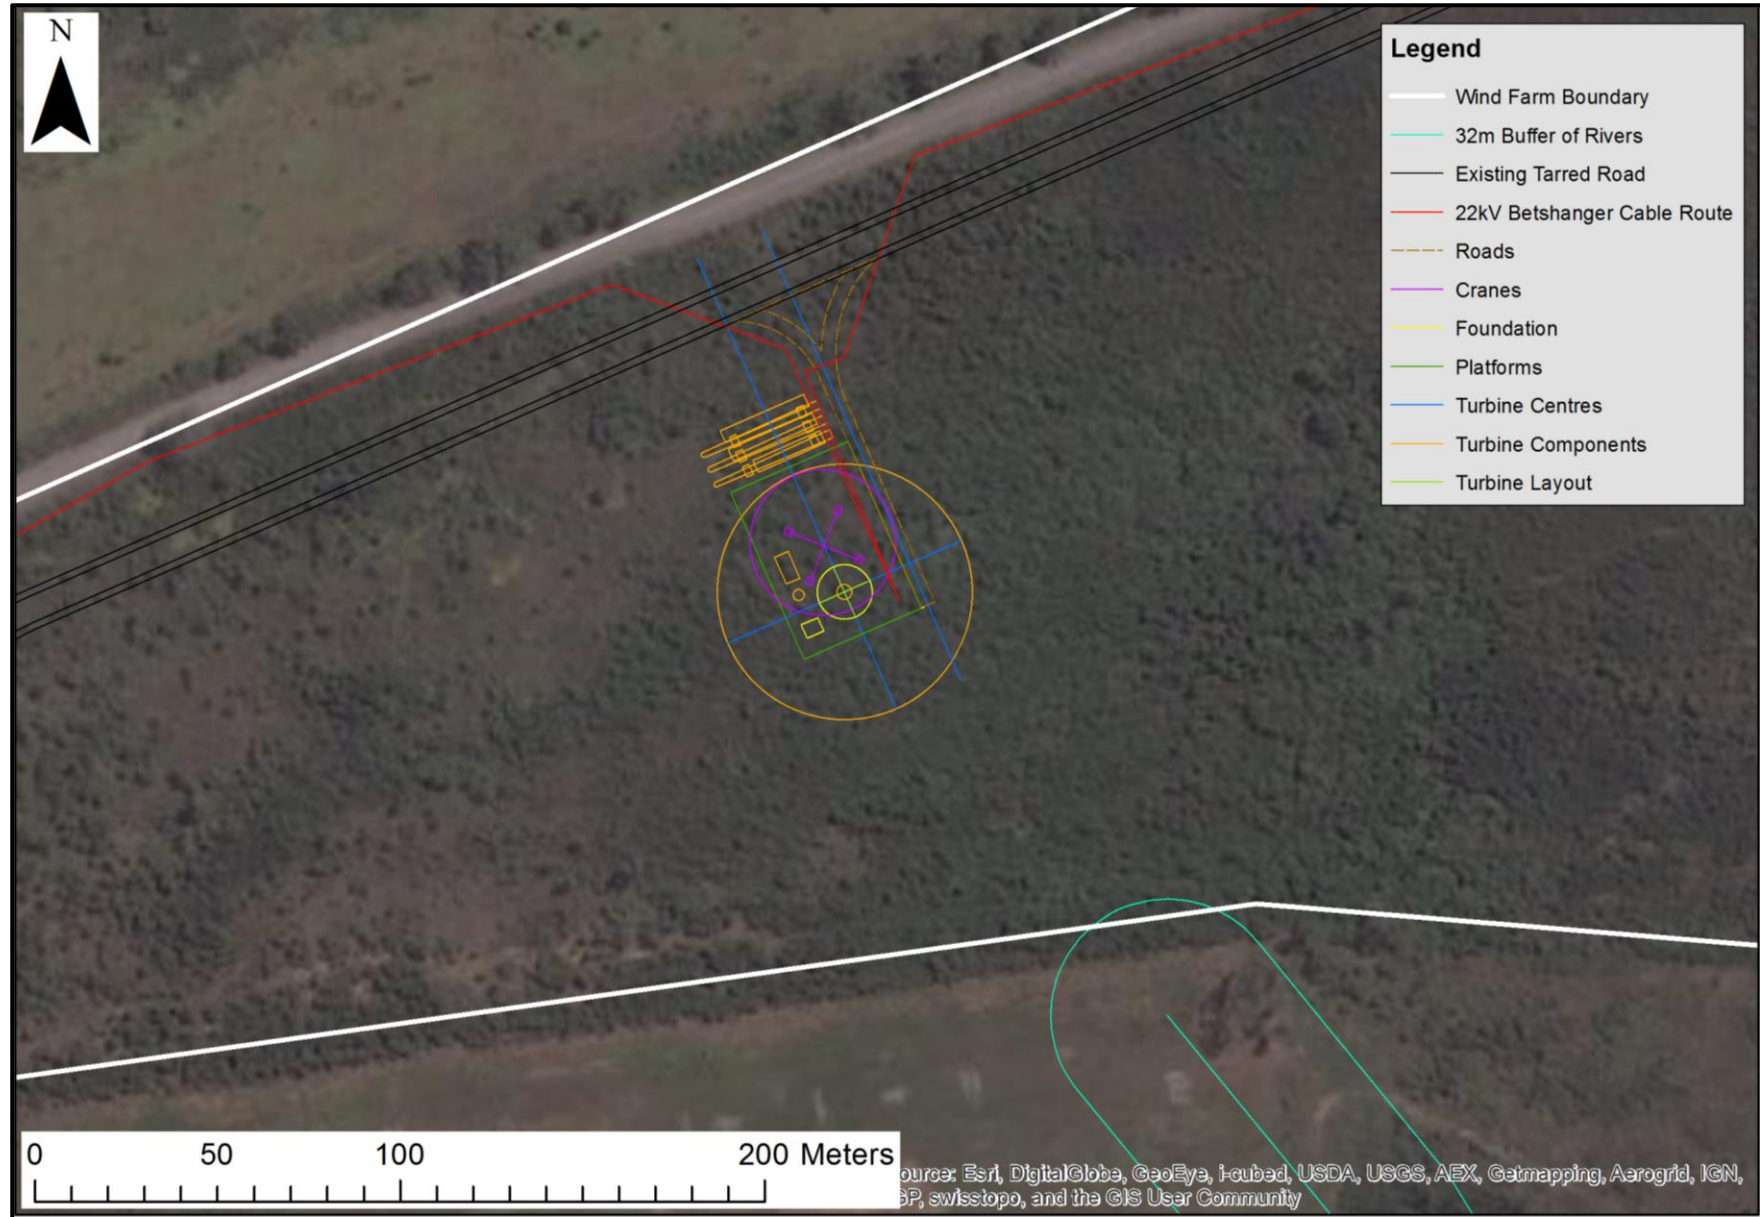 N
Legend
Wind Farm Boundary
32m Buffer of Rivers
Existing Tarred Road
22kV Betshanger Cable Route
Roads
Cranes
Foundation
Platforms
Turbine Centres
Turbine Components
Turbine Layout
0 50 100 200 Meters
ource: Esri, DigitalGlobe, GeoEye, i-cubed, USDA, USGS, AEX, Getmapping, Aerogrid, IGN,
GP, swisstopo, and the GIS User Community